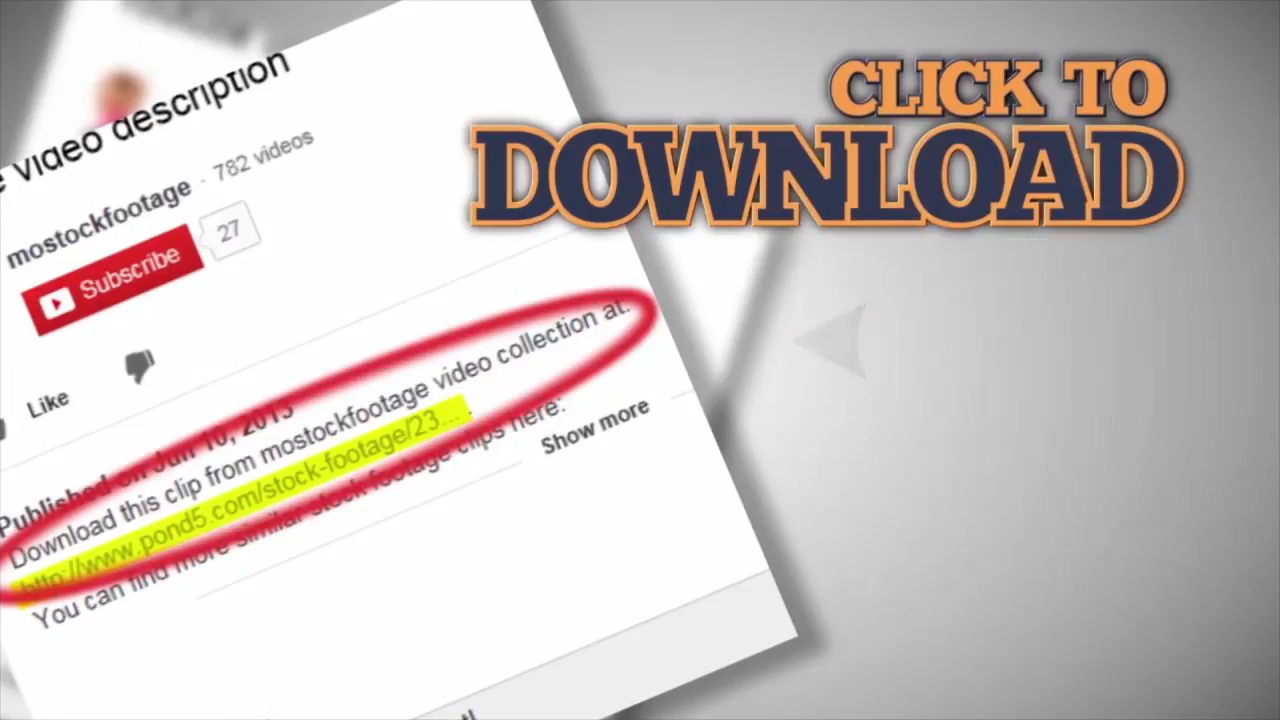 CLICK TO
DOWNLOAD
video description
mostockfootage · 782 videos
Subscribe 27
Like
Published on Jun 10, 2013
Download this clip from mostockfootage video collection at:
http://www.pond5.com/stock-footage/23... .
You can find more similar stock footage clips here:
Show more